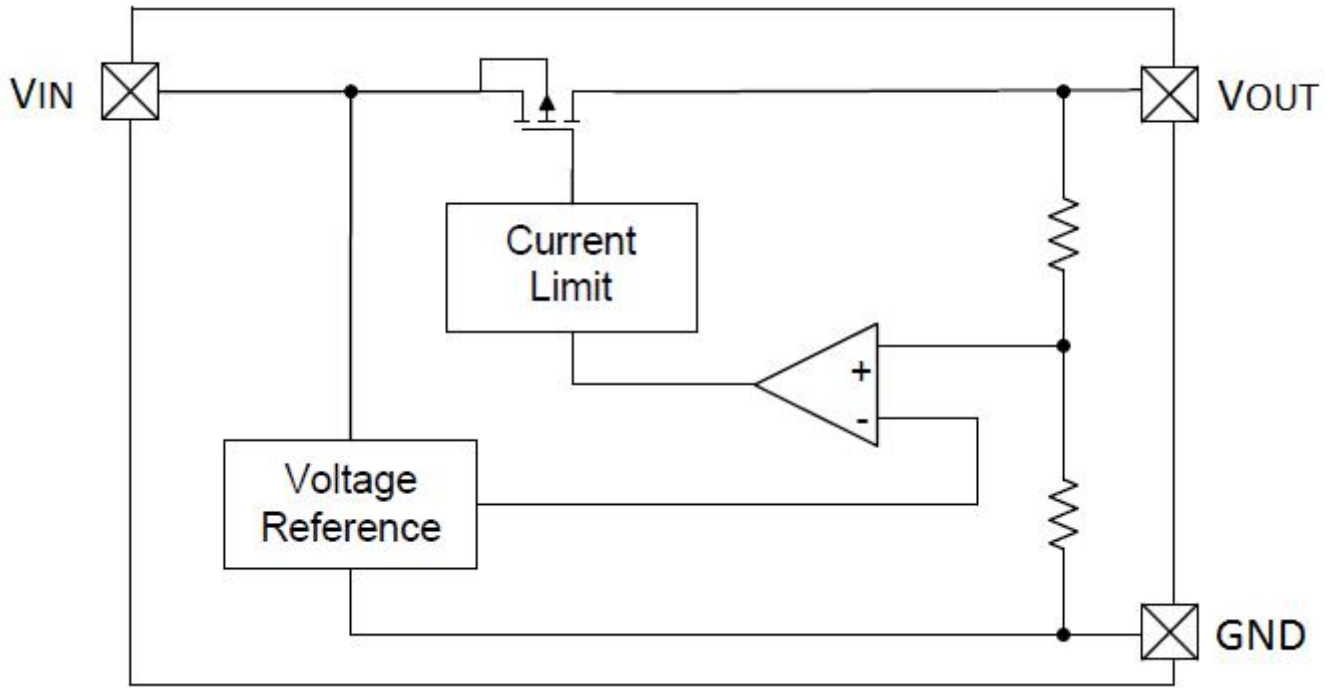 VIN
VOUT
Current
Limit
+
-
Voltage
Reference
GND